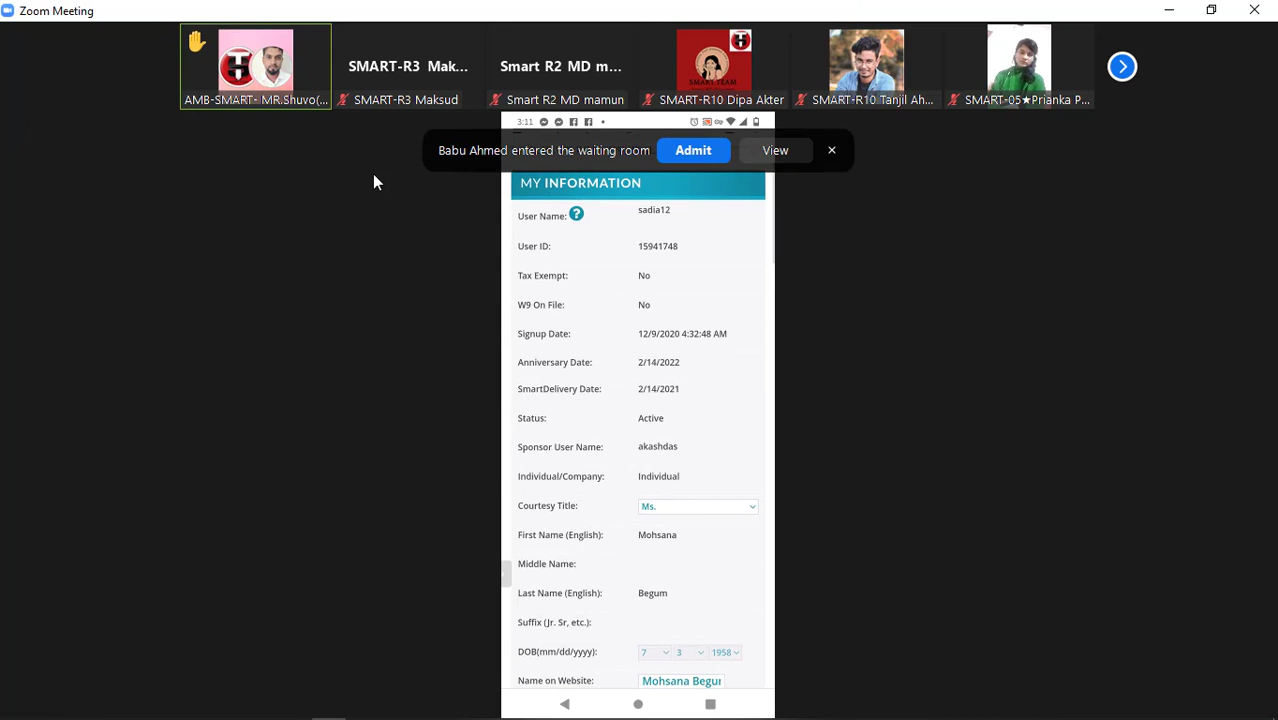 Zoom Meeting
SMART-R3 Mak...
Smart R2 MD m...
SMART TEAM
AMB-SMART- MR.Shuvo(...
SMART-R3 Maksud
Smart R2 MD mamun
SMART-R10 Dipa Akter
SMART-R10 Tanjil Ah...
SMART-05★Prianka P...
3:11
Babu Ahmed entered the waiting room
Admit
View
MY INFORMATION
User Name: ? sadia12
User ID: 15941748
Tax Exempt: No
W9 On File: No
Signup Date: 12/9/2020 4:32:48 AM
Anniversary Date: 2/14/2022
SmartDelivery Date: 2/14/2021
Status: Active
Sponsor User Name: akashdas
Individual/Company: Individual
Courtesy Title: Ms.
First Name (English): Mohsana
Middle Name:
Last Name (English): Begum
Suffix (Jr. Sr, etc.):
DOB(mm/dd/yyyy): 7 3 1958
Name on Website: Mohsana Begum